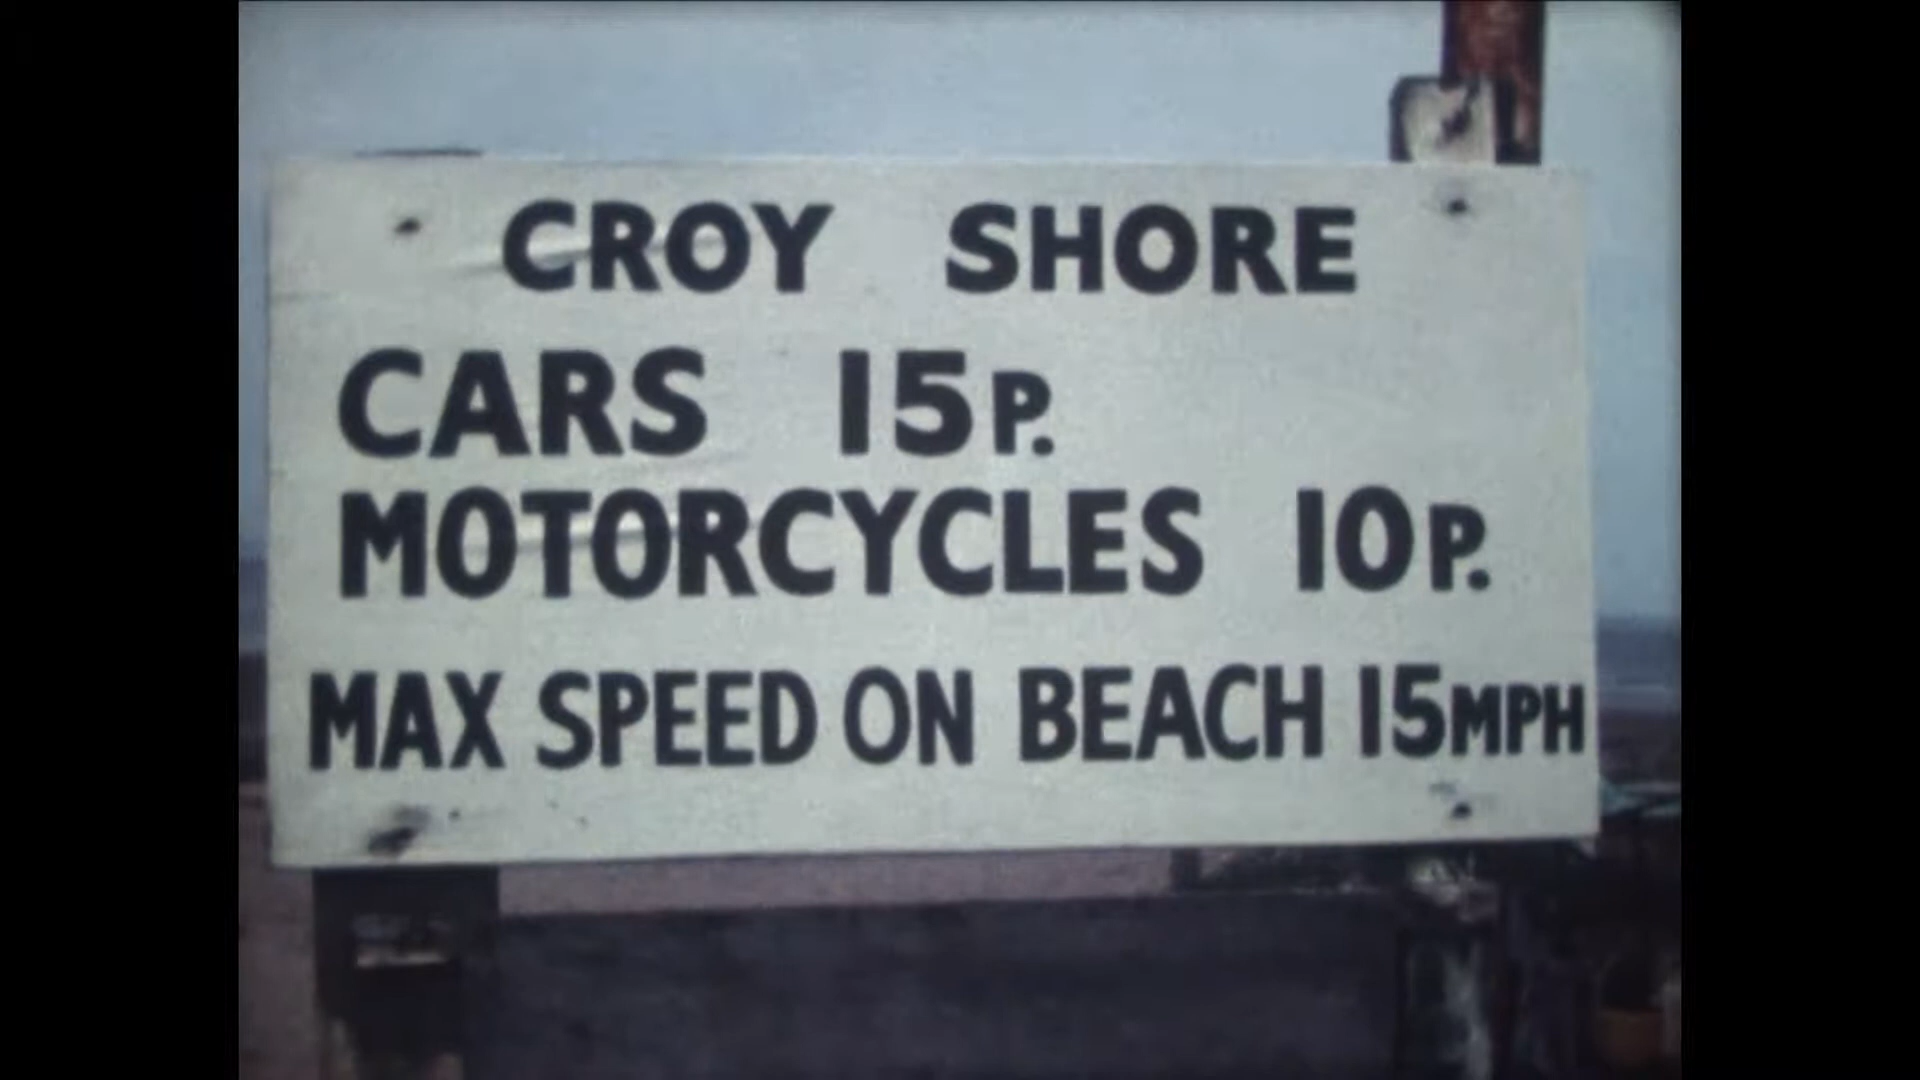 CROY SHORE
CARS 15P.
MOTORCYCLES 10P.
MAX SPEED ON BEACH 15MPH